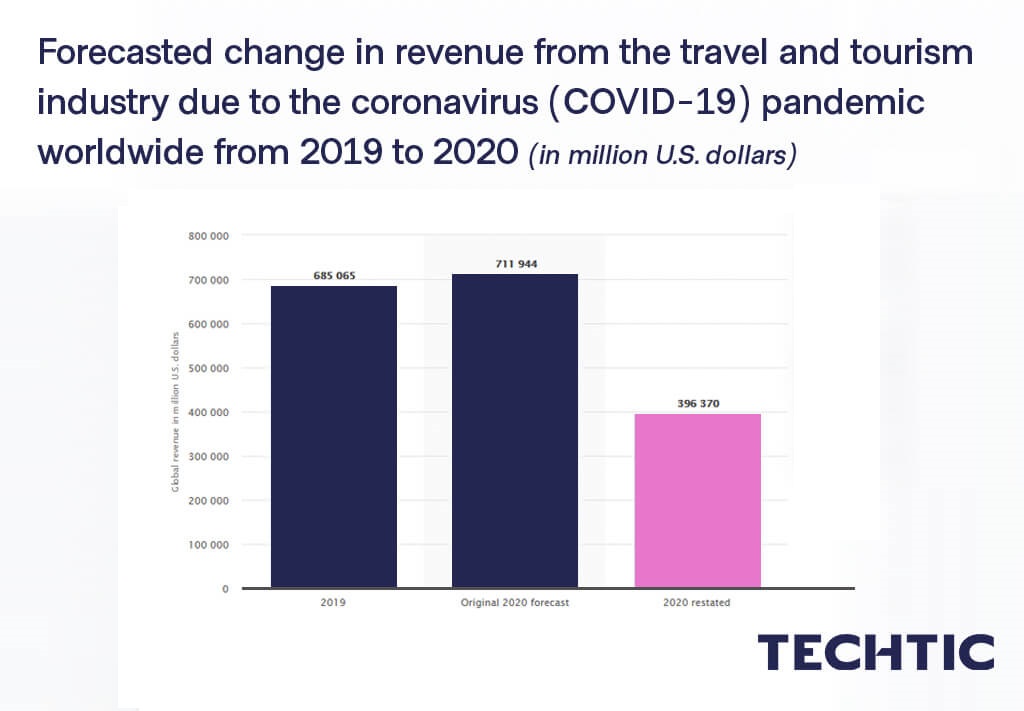 Forecasted change in revenue from the travel and tourism
industry due to the coronavirus (COVID-19) pandemic
worldwide from 2019 to 2020 (in million U.S. dollars)
Global revenue in million U.S. dollars
800 000
700 000
600 000
500 000
400 000
300 000
200 000
100 000
0
685 065
711 944
396 370
2019
Original 2020 forecast
2020 restated
TECHTIC